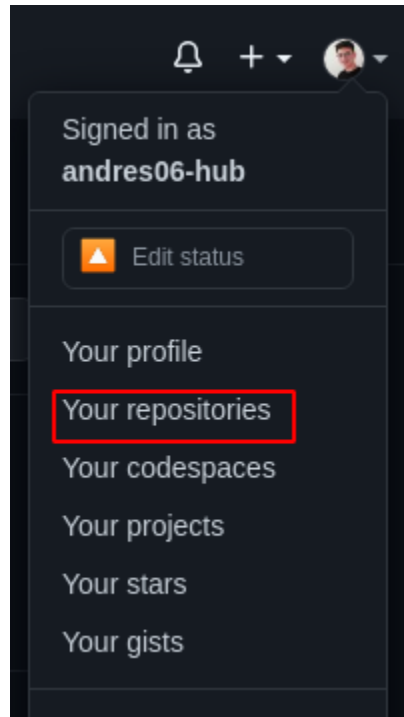 Signed in as
andres06-hub
Edit status
Your profile
Your repositories
Your codespaces
Your projects
Your stars
Your gists